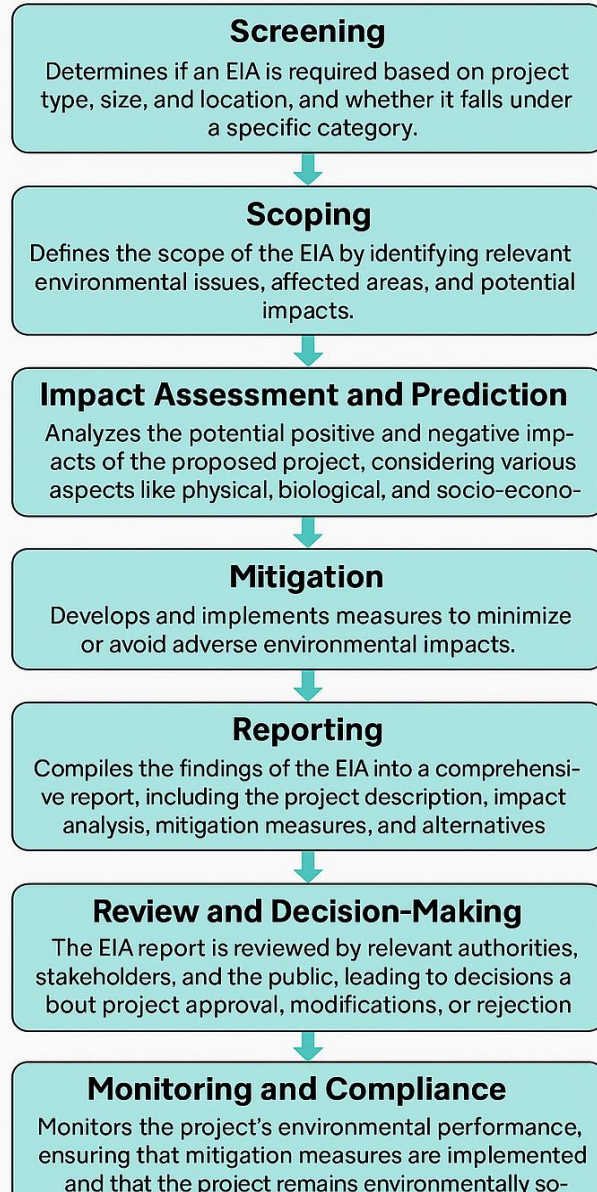 Screening
Determines if an EIA is required based on project
type, size, and location, and whether it falls under
a specific category.
Scoping
Defines the scope of the EIA by identifying relevant
environmental issues, affected areas, and potential
impacts.
Impact Assessment and Prediction
Analyzes the potential positive and negative imp-
acts of the proposed project, considering various
aspects like physical, biological, and socio-econo-
Mitigation
Develops and implements measures to minimize
or avoid adverse environmental impacts.
Reporting
Compiles the findings of the EIA into a comprehensi-
ve report, including the project description, impact
analysis, mitigation measures, and alternatives
Review and Decision-Making
The EIA report is reviewed by relevant authorities,
stakeholders, and the public, leading to decisions a
bout project approval, modifications, or rejection
Monitoring and Compliance
Monitors the project's environmental performance,
ensuring that mitigation measures are implemented
and that the project remains environmentally so-